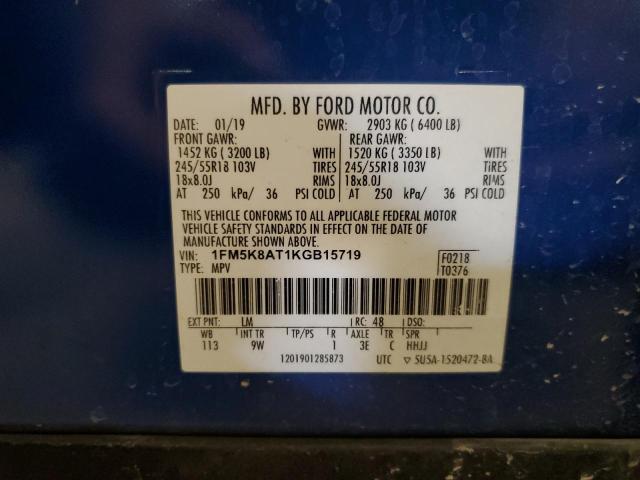 MFD. BY FORD MOTOR CO.
DATE: 01/19 GVWR: 2903 KG ( 6400 LB)
FRONT GAWR: REAR GAWR:
1452 KG ( 3200 LB) WITH 1520 KG ( 3350 LB) WITH
245/55R18 103V TIRES 245/55R18 103V TIRES
18x8.0J RIMS 18x8.0J RIMS
AT 250 kPa/ 36 PSI COLD AT 250 kPa/ 36 PSI COLD
THIS VEHICLE CONFORMS TO ALL APPLICABLE FEDERAL MOTOR
VEHICLE SAFETY STANDARDS IN EFFECT ON THE DATE OF
MANUFACTURE SHOWN ABOVE.
VIN: 1FM5K8AT1KGB15719 F0218
TYPE: MPV T0376
EXT PNT: LM RC: 48 DSO:
WB INT TR TP/PS R AXLE TR SPR
113 9W 1 3E C HHJJ
1201901285873 UTC 5U5A-1520472-BA